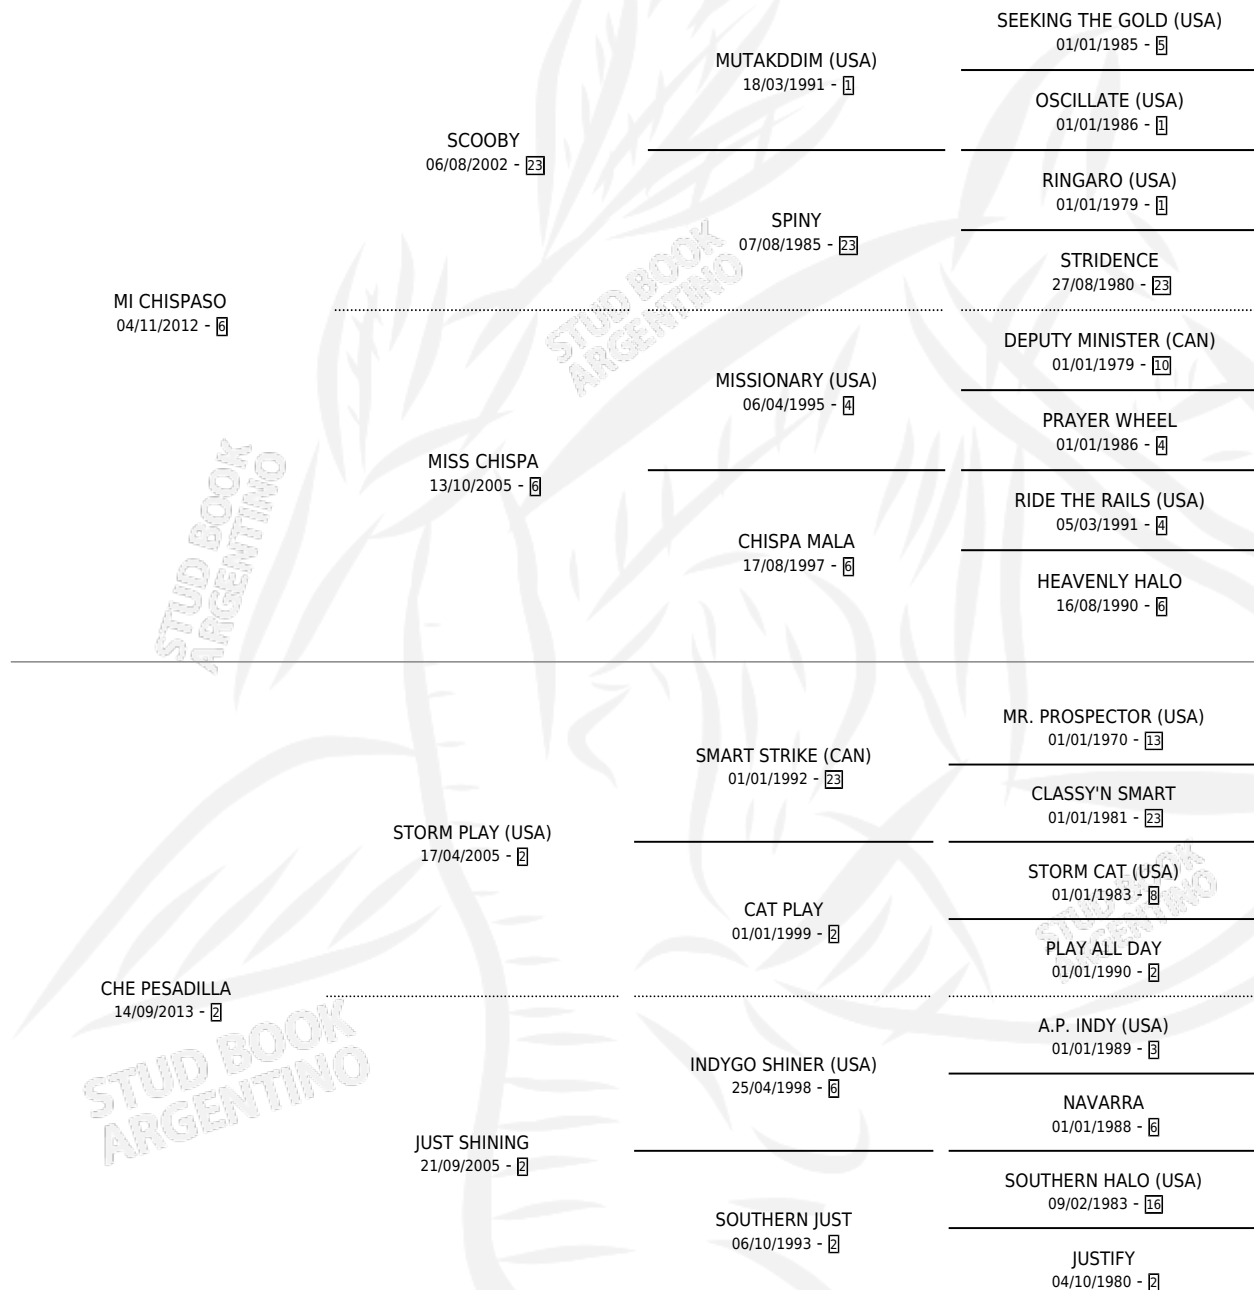 SEEKING THE GOLD (USA)
01/01/1985 - 5
MUTAKDDIM (USA)
18/03/1991 - 1
OSCILLATE (USA)
01/01/1986 - 1
SCOOBY
06/08/2002 - 23
RINGARO (USA)
01/01/1979 - 1
SPINY
07/08/1985 - 23
STRIDENCE
27/08/1980 - 23
MI CHISPASO
04/11/2012 - 6
DEPUTY MINISTER (CAN)
01/01/1979 - 10
MISSIONARY (USA)
06/04/1995 - 4
PRAYER WHEEL
01/01/1986 - 4
MISS CHISPA
13/10/2005 - 6
RIDE THE RAILS (USA)
05/03/1991 - 4
CHISPA MALA
17/08/1997 - 6
HEAVENLY HALO
16/08/1990 - 6
MR. PROSPECTOR (USA)
01/01/1970 - 13
SMART STRIKE (CAN)
01/01/1992 - 23
CLASSY'N SMART
01/01/1981 - 23
STORM PLAY (USA)
17/04/2005 - 2
STORM CAT (USA)
01/01/1983 - 8
CAT PLAY
01/01/1999 - 2
PLAY ALL DAY
01/01/1990 - 2
CHE PESADILLA
14/09/2013 - 2
A.P. INDY (USA)
01/01/1989 - 3
INDYGO SHINER (USA)
25/04/1998 - 6
NAVARRA
01/01/1988 - 6
JUST SHINING
21/09/2005 - 2
SOUTHERN HALO (USA)
09/02/1983 - 16
SOUTHERN JUST
06/10/1993 - 2
JUSTIFY
04/10/1980 - 2
STUD BOOK
ARGENTINO
STUD BOOK
ARGENTINO
STUD BOOK
ARGENTINO
STUD BOOK
ARGENTINO